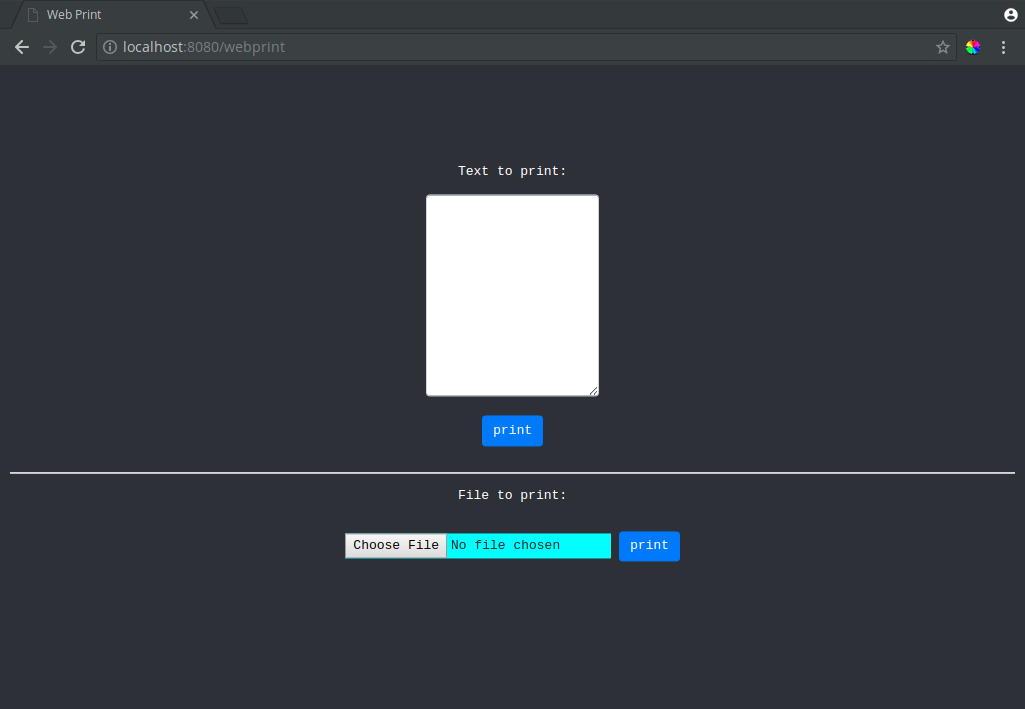 Web Print
localhost:8080/webprint
Text to print:
print
File to print:
Choose File No file chosen print